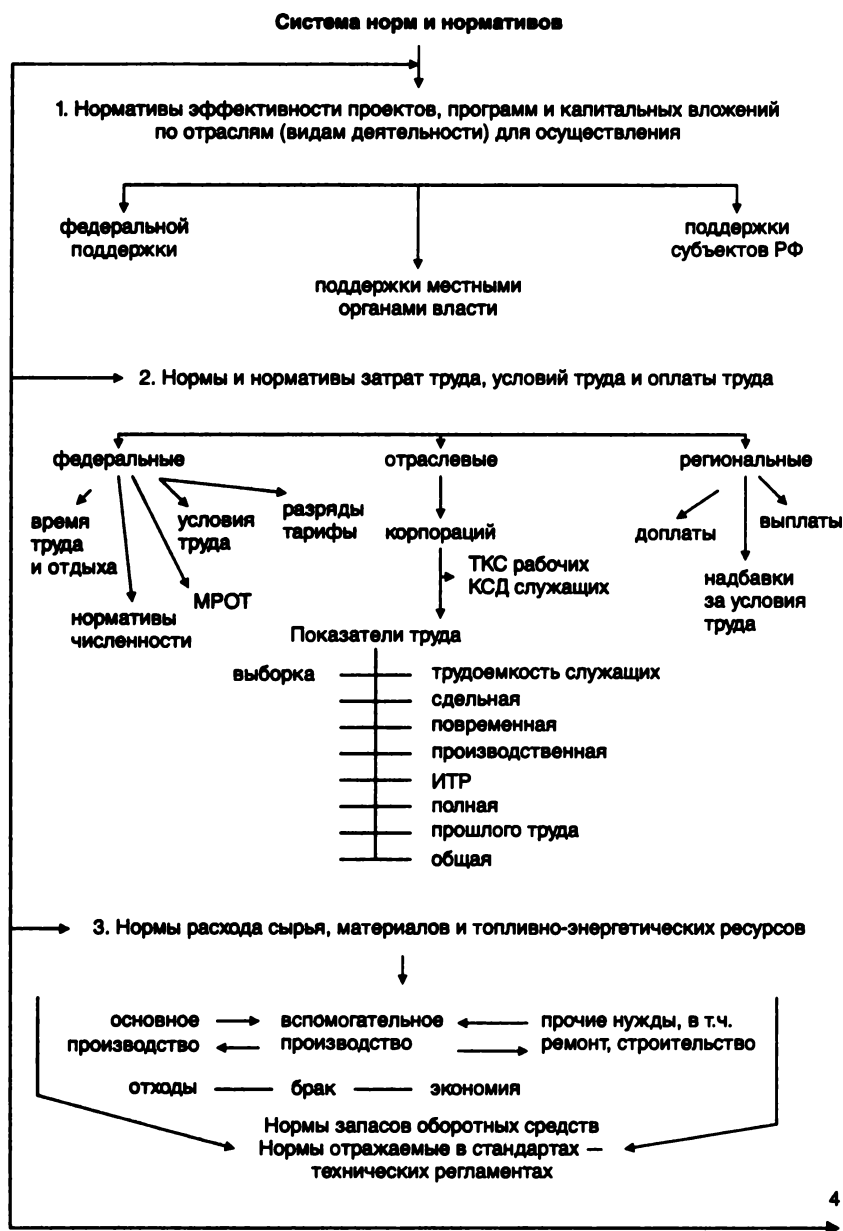 Система норм и нормативов
1. Нормативы эффективности проектов, программ и капитальных вложений
по отраслям (видам деятельности) для осуществления
федеральной
поддержки
поддержки
субъектов РФ
поддержки местными
органами власти
2. Нормы и нормативы затрат труда, условий труда и оплаты труда
федеральные
отраслевые
региональные
время
труда
и отдыха
условия
труда
разряды
тарифы
нормативы
численности
МРОТ
корпораций
ТКС рабочих
КСД служащих
доплаты
выплаты
надбавки
за условия
труда
Показатели труда
выборка
трудоемкость служащих
сдельная
повременная
производственная
ИТР
полная
прошлого труда
общая
3. Нормы расхода сырья, материалов и топливно-энергетических ресурсов
основное
производство
вспомогательное
производство
прочие нужды, в т.ч.
ремонт, строительство
отходы брак экономия
Нормы запасов оборотных средств
Нормы отражаемые в стандартах —
технических регламентах
4